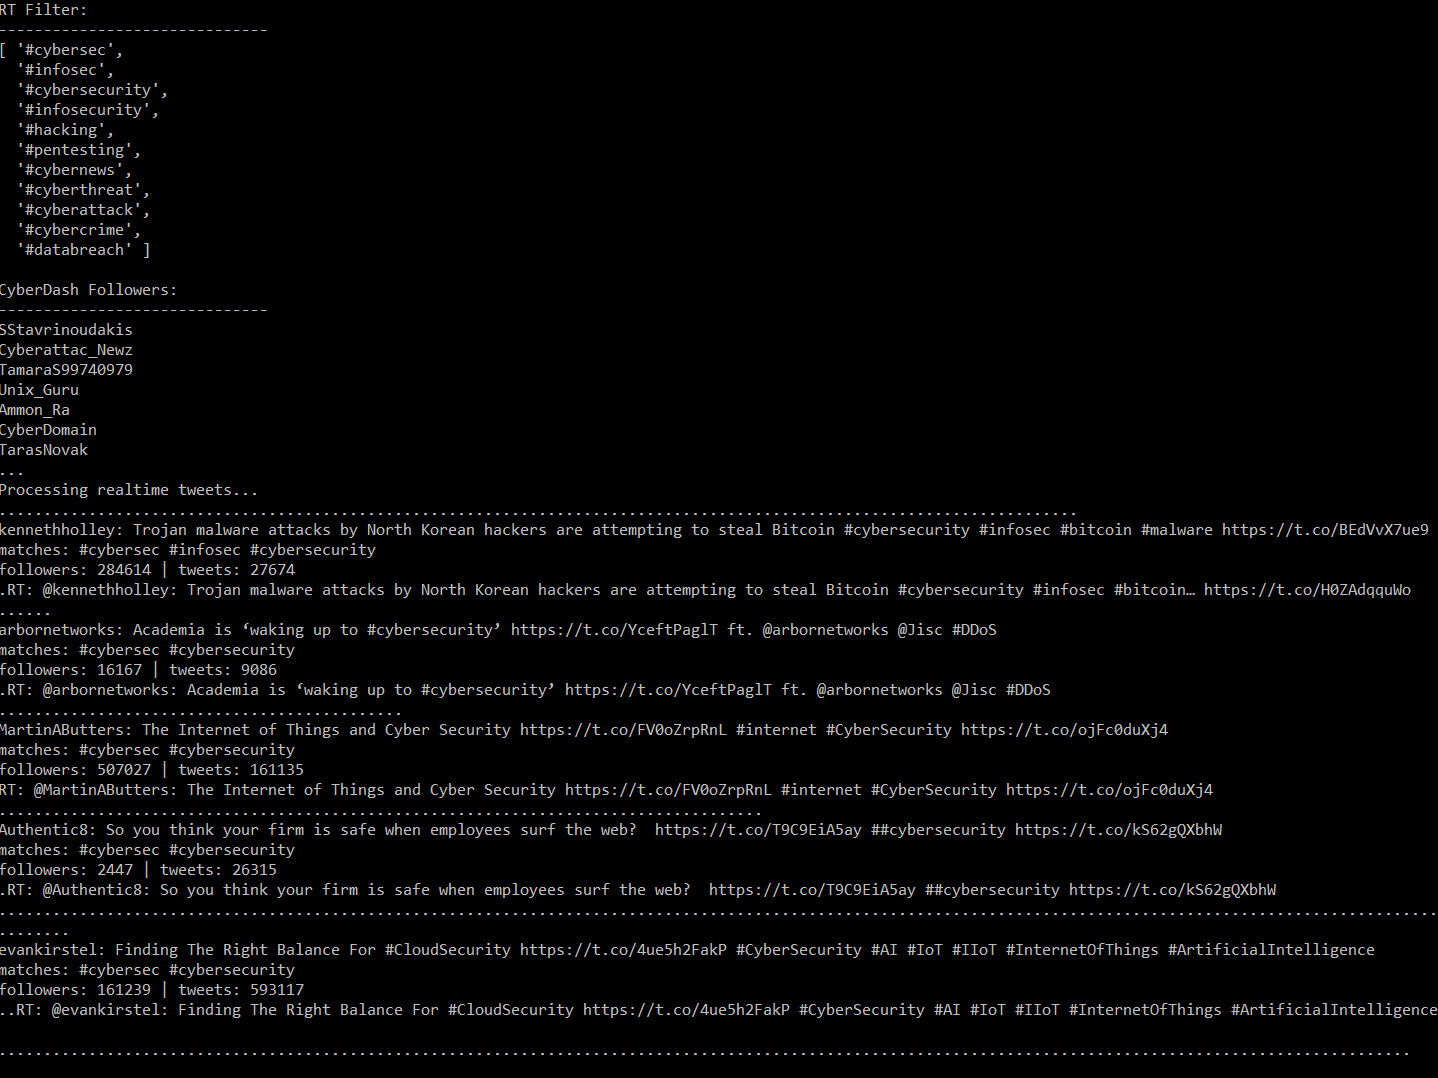 RT Filter:
------------------------------
[ '#cybersec',
'#infosec',
'#cybersecurity',
'#infosecurity',
'#hacking',
'#pentesting',
'#cybernews',
'#cyberthreat',
'#cyberattack',
'#cybercrime',
'#databreach' ]
CyberDash Followers:
------------------------------
SStavrinoudakis
Cyberattac_Newz
TamaraS99740979
Unix_Guru
Ammon_Ra
CyberDomain
TarasNovak
...
Processing realtime tweets...
........................................................................................................................
kennethholley: Trojan malware attacks by North Korean hackers are attempting to steal Bitcoin #cybersecurity #infosec #bitcoin #malware https://t.co/BEdVvX7ue9
matches: #cybersec #infosec #cybersecurity
followers: 284614 | tweets: 27674
.RT: @kennethholley: Trojan malware attacks by North Korean hackers are attempting to steal Bitcoin #cybersecurity #infosec #bitcoin… https://t.co/H0ZAdqquWo
......
arbornetworks: Academia is ‘waking up to #cybersecurity’ https://t.co/YceftPaglT ft. @arbornetworks @Jisc #DDoS
matches: #cybersec #cybersecurity
followers: 16167 | tweets: 9086
.RT: @arbornetworks: Academia is ‘waking up to #cybersecurity’ https://t.co/YceftPaglT ft. @arbornetworks @Jisc #DDoS
.............................................
MartinAButters: The Internet of Things and Cyber Security https://t.co/FV0oZrpRnL #internet #CyberSecurity https://t.co/ojFc0duXj4
matches: #cybersec #cybersecurity
followers: 507027 | tweets: 161135
RT: @MartinAButters: The Internet of Things and Cyber Security https://t.co/FV0oZrpRnL #internet #CyberSecurity https://t.co/ojFc0duXj4
.....................................................................................
Authentic8: So you think your firm is safe when employees surf the web?  https://t.co/T9C9EiA5ay ##cybersecurity https://t.co/kS62gQXbhW
matches: #cybersec #cybersecurity
followers: 2447 | tweets: 26315
.RT: @Authentic8: So you think your firm is safe when employees surf the web?  https://t.co/T9C9EiA5ay ##cybersecurity https://t.co/kS62gQXbhW
................................................................................................................................................................
........
evankirstel: Finding The Right Balance For #CloudSecurity https://t.co/4ue5h2FakP #CyberSecurity #AI #IoT #IIoT #InternetOfThings #ArtificialIntelligence
matches: #cybersec #cybersecurity
followers: 161239 | tweets: 593117
..RT: @evankirstel: Finding The Right Balance For #CloudSecurity https://t.co/4ue5h2FakP #CyberSecurity #AI #IoT #IIoT #InternetOfThings #ArtificialIntelligence
.............................................................................................................................................................